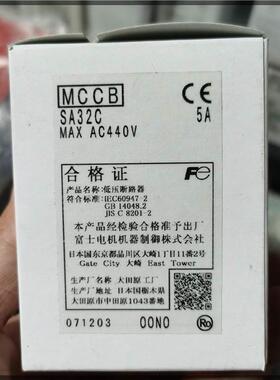 MCCB
CE
SA32C
5A
MAX AC440V
合格证
Fe
产品名称:低压断路器
符合标准:IEC60947-2
GB 14048.2
JIS C 8201-2
本产品经检验合格准予出厂
富士电机机器制御株式会社
日本国东京都品川区大崎1丁目11番2号
Gate City 大崎 East Tower
生产厂 大田原工厂
生产厂地址 日本国栃木県
大田原市中田原1043番地
071203
00N0
Ro